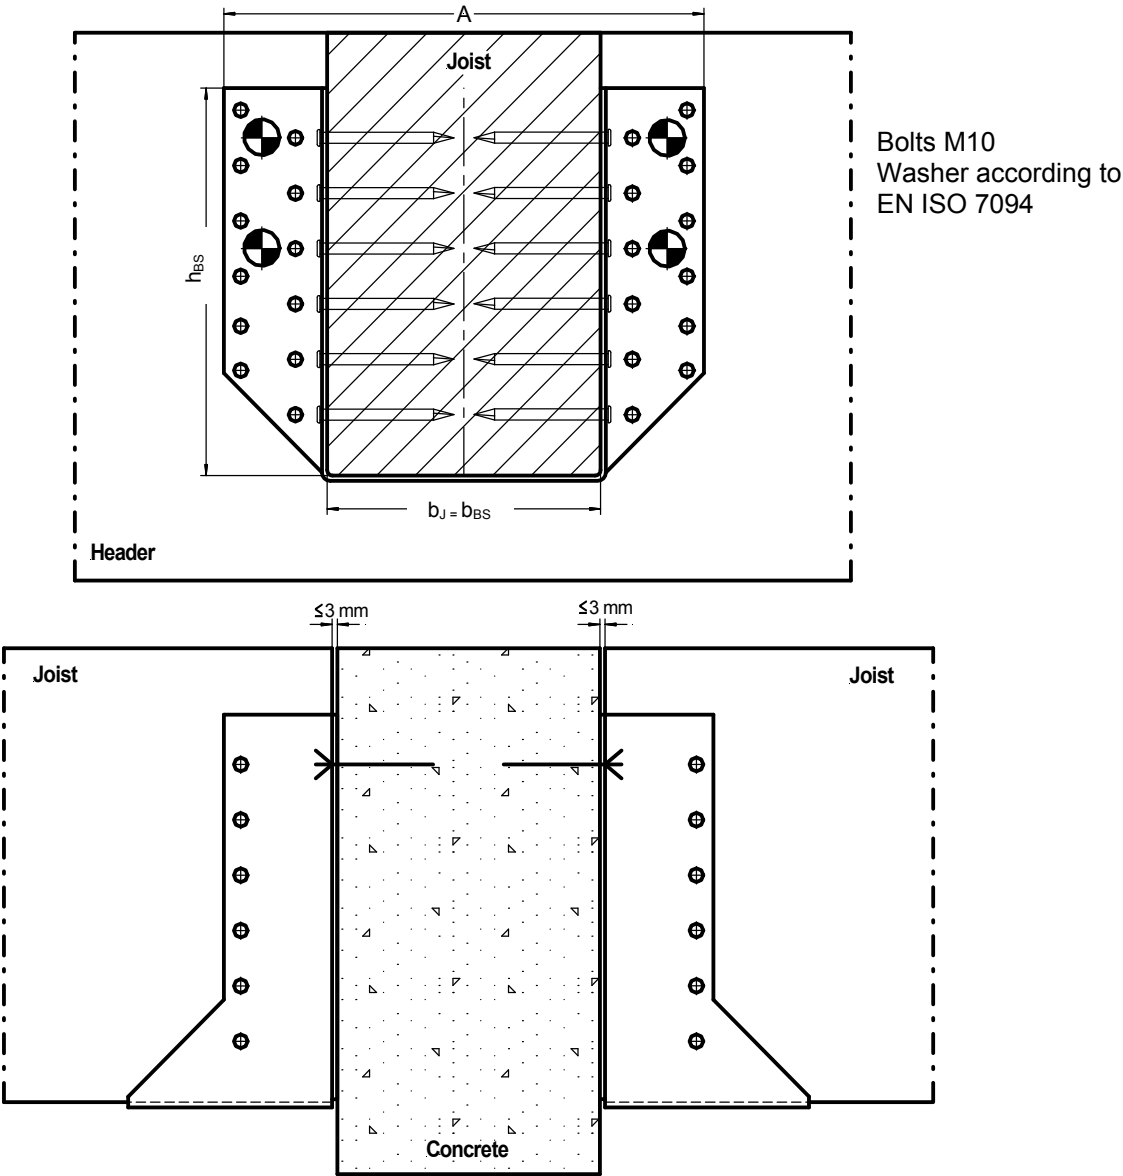 A
Joist
Bolts M10
Washer according to
EN ISO 7094
hBS
bJ = bBS
Header
≤3 mm
≤3 mm
Joist
Joist
Concrete